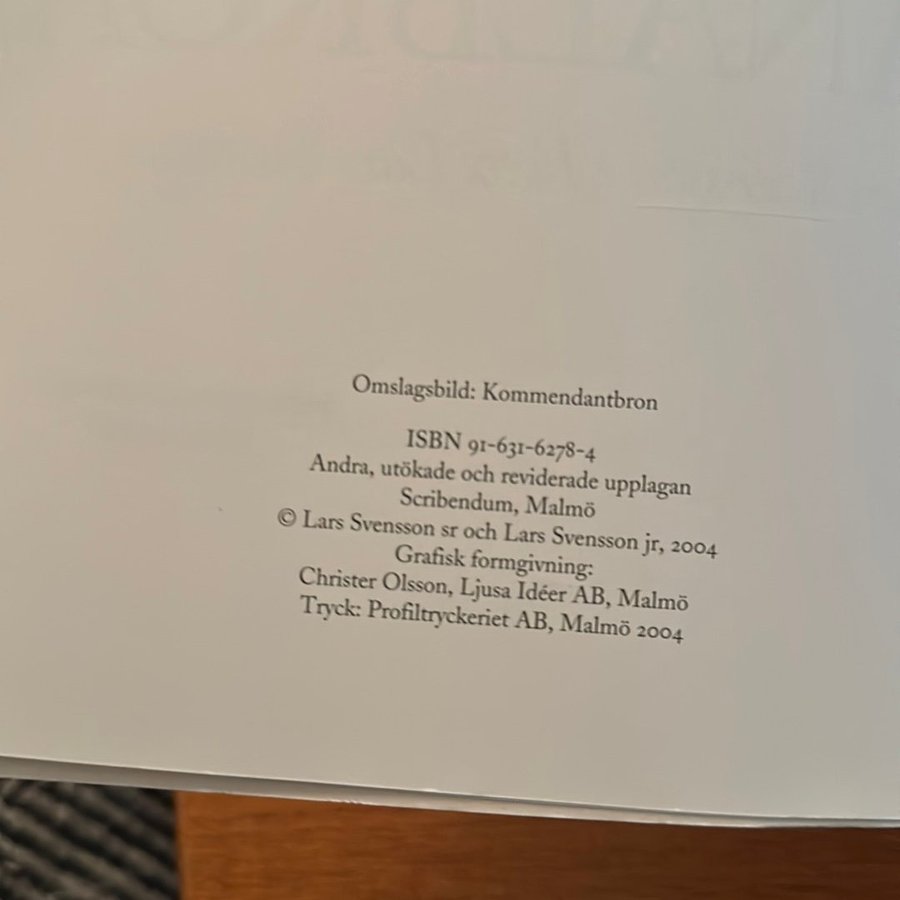 Omslagsbild: Kommendantbron
ISBN 91-631-6278-4
Andra, utökade och reviderade upplagan
Scribendum, Malmö
© Lars Svensson sr och Lars Svensson jr, 2004
Grafisk formgivning:
Christer Olsson, Ljusa Idéer AB, Malmö
Tryck: Profiltryckeriet AB, Malmö 2004